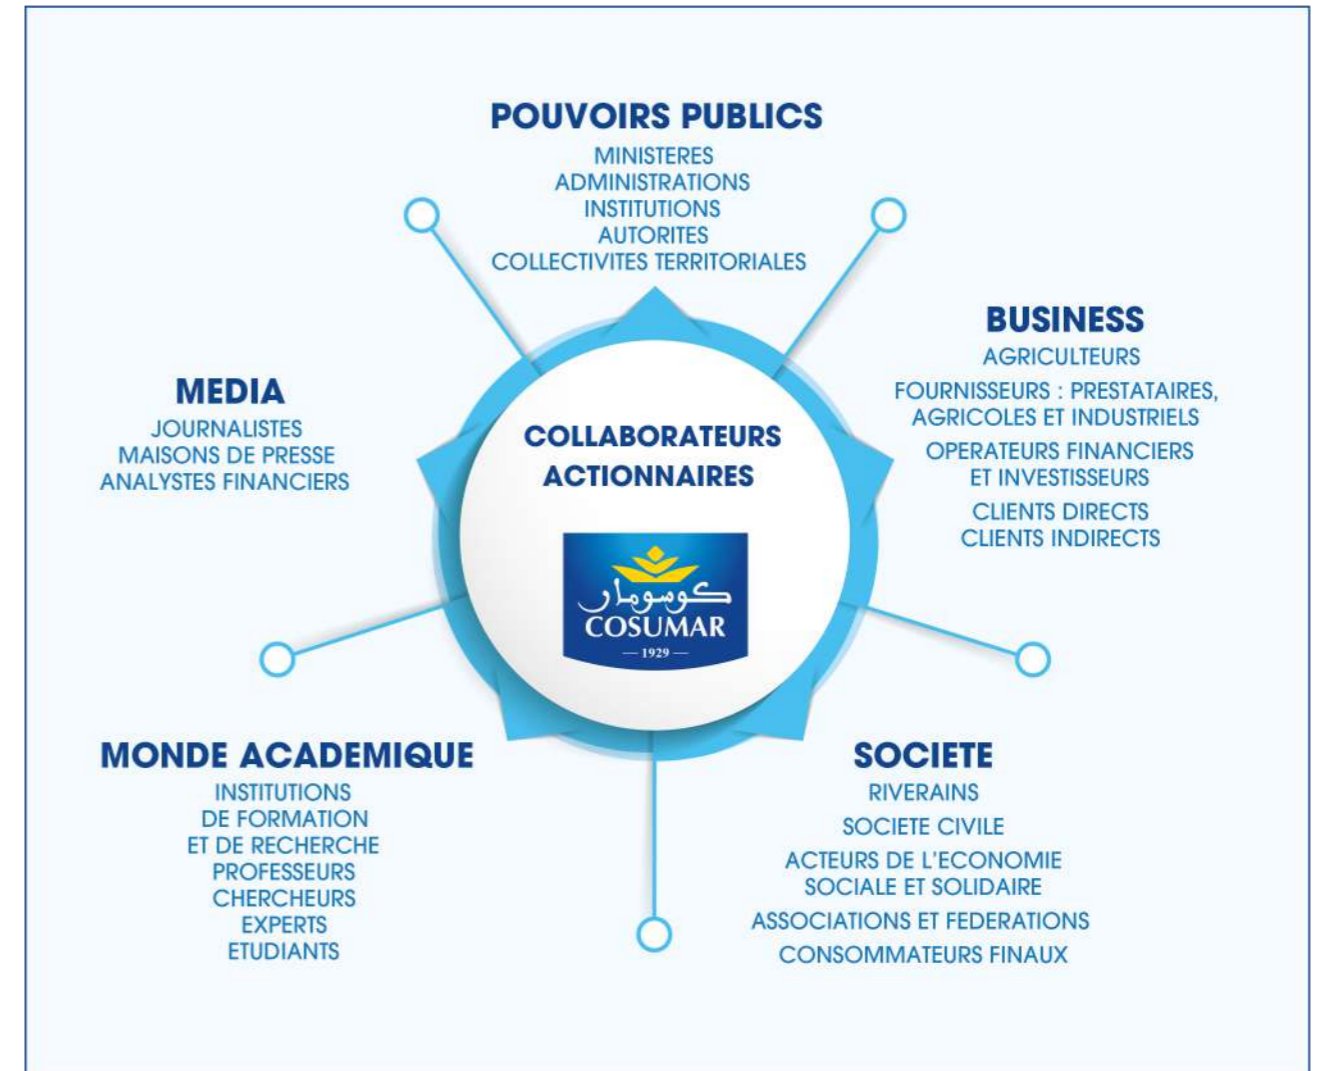 POUVOIRS PUBLICS
MINISTERES
ADMINISTRATIONS
INSTITUTIONS
AUTORITES
COLLECTIVITES TERRITORIALES
BUSINESS
AGRICULTEURS
FOURNISSEURS : PRESTATAIRES,
AGRICOLES ET INDUSTRIELS
OPERATEURS FINANCIERS
ET INVESTISSEURS
CLIENTS DIRECTS
CLIENTS INDIRECTS
MEDIA
JOURNALISTES
MAISONS DE PRESSE
ANALYSTES FINANCIERS
COLLABORATEURS
ACTIONNAIRES
كوسومار
COSUMAR
— 1929 —
MONDE ACADEMIQUE
INSTITUTIONS
DE FORMATION
ET DE RECHERCHE
PROFESSEURS
CHERCHEURS
EXPERTS
ETUDIANTS
SOCIETE
RIVERAINS
SOCIETE CIVILE
ACTEURS DE L'ECONOMIE
SOCIALE ET SOLIDAIRE
ASSOCIATIONS ET FEDERATIONS
CONSOMMATEURS FINAUX